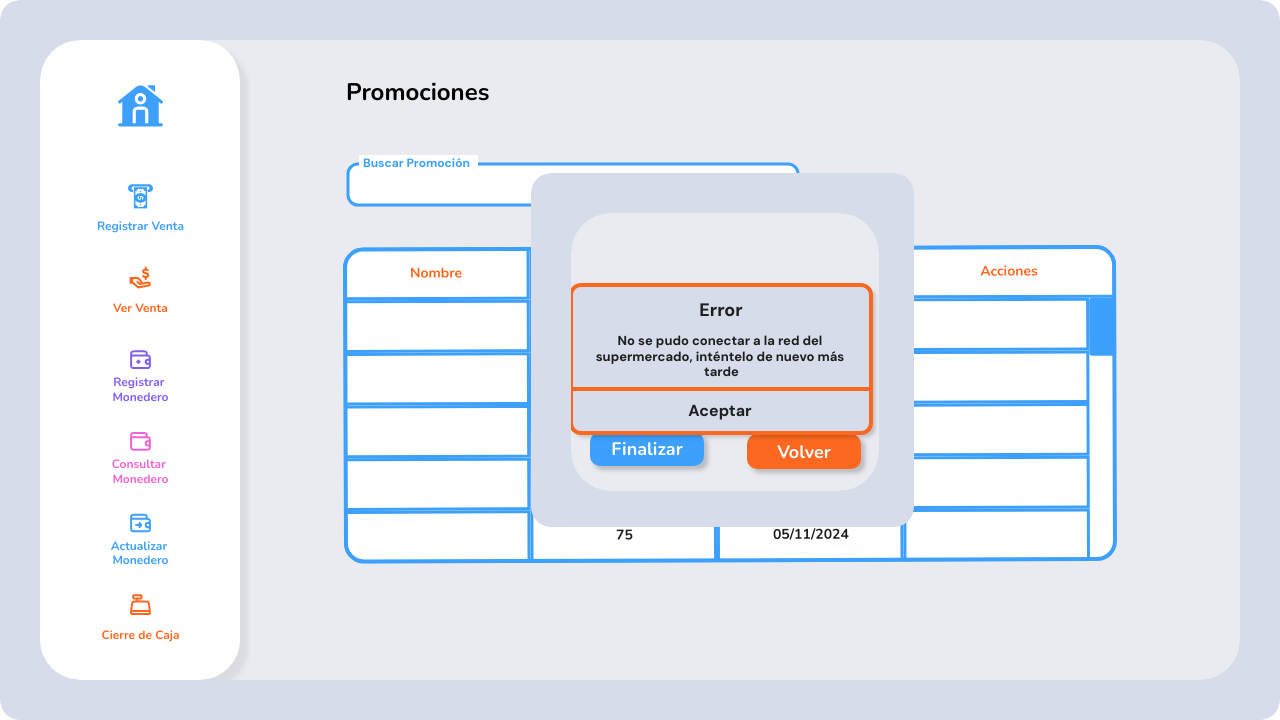 Promociones
Buscar Promoción
Registrar Venta
Ver Venta
Registrar
Monedero
Consultar
Monedero
Actualizar
Monedero
Cierre de Caja
Nombre
Acciones
Error
No se pudo conectar a la red del
supermercado, inténtelo de nuevo más
tarde
Aceptar
Finalizar
Volver
75
05/11/2024